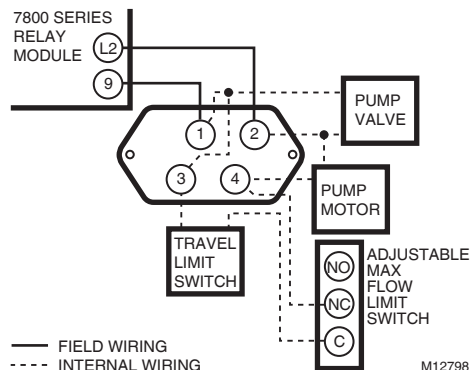 7800 SERIES
RELAY
MODULE
L2
9
1
2
3
4
PUMP
VALVE
PUMP
MOTOR
TRAVEL
LIMIT
SWITCH
NO
NC
C
ADJUSTABLE
MAX
FLOW
LIMIT
SWITCH
FIELD WIRING
INTERNAL WIRING
M12798